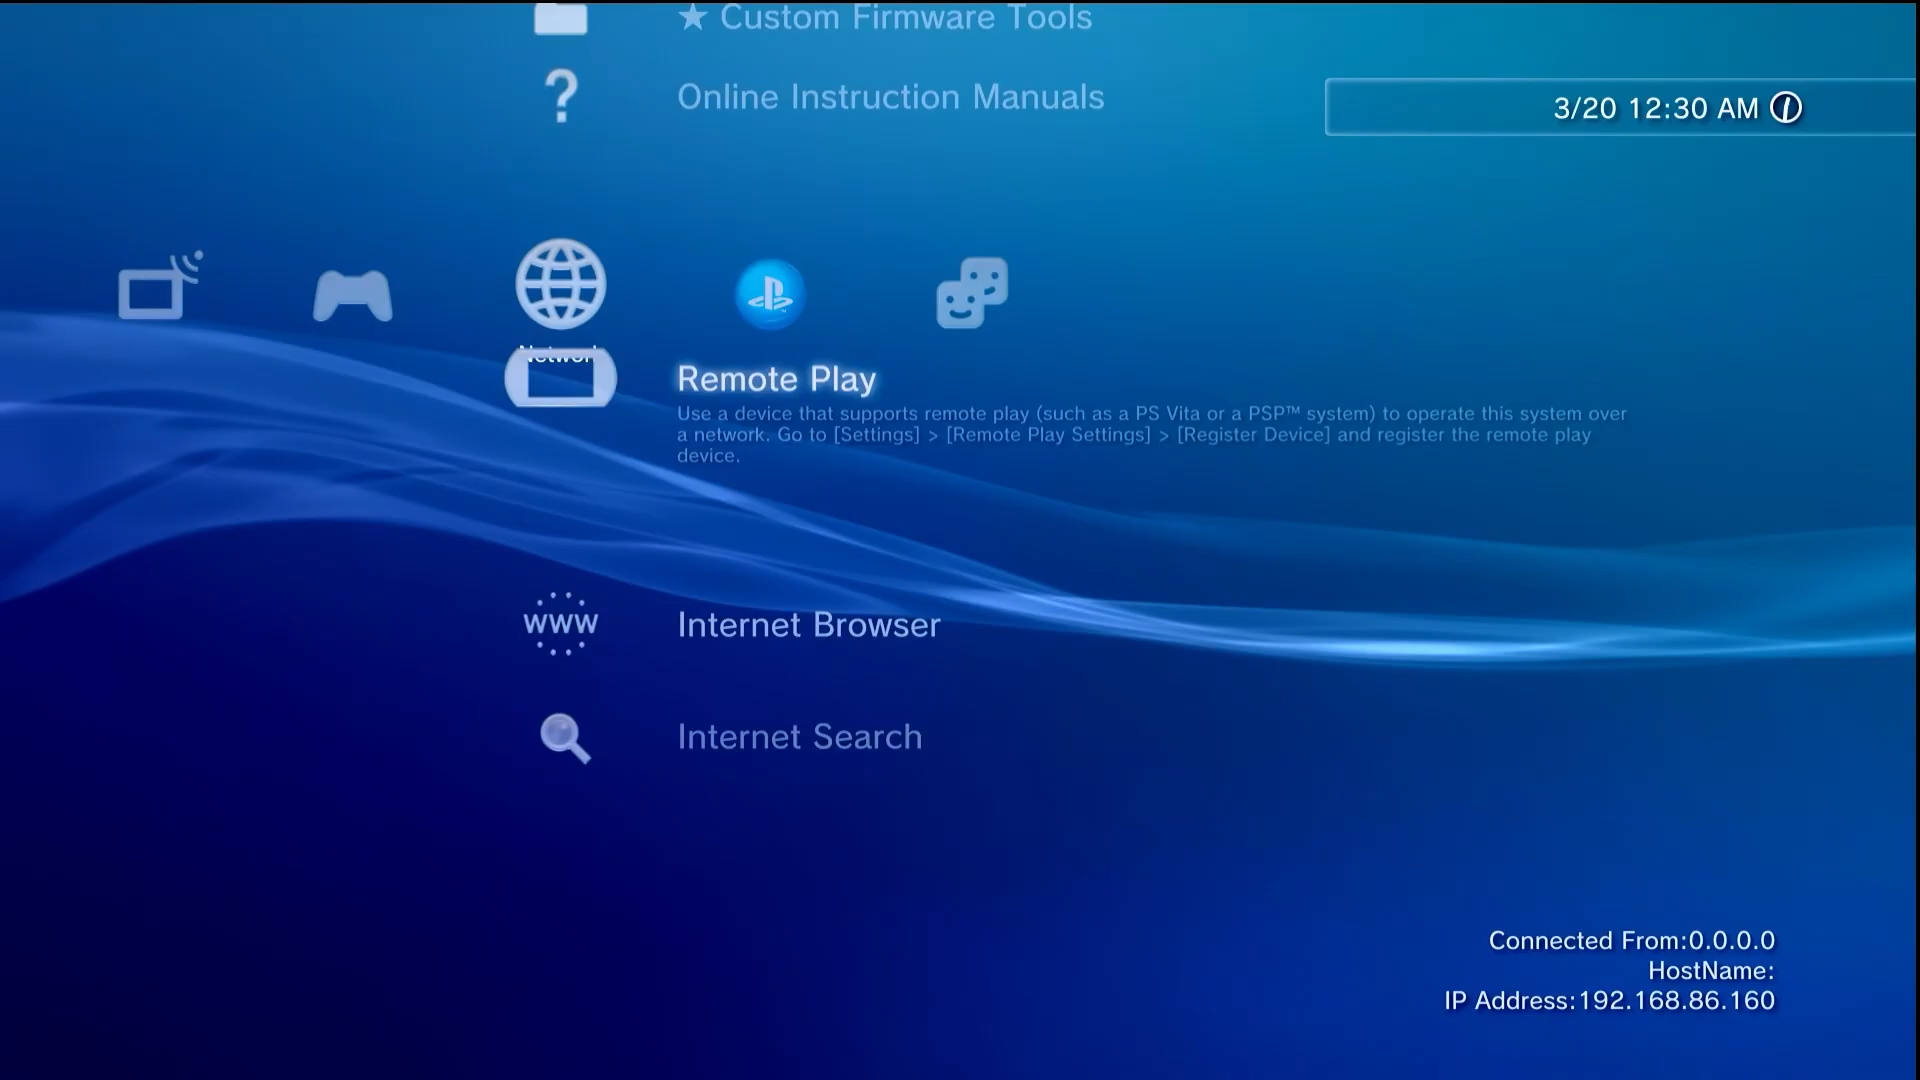 ★ Custom Firmware Tools
Online Instruction Manuals
3/20 12:30 AM
Network
Remote Play
Use a device that supports remote play (such as a PS Vita or a PSP™ system) to operate this system over
a network. Go to [Settings] > [Remote Play Settings] > [Register Device] and register the remote play
device.
www
Internet Browser
Internet Search
Connected From:0.0.0.0
HostName:
IP Address:192.168.86.160